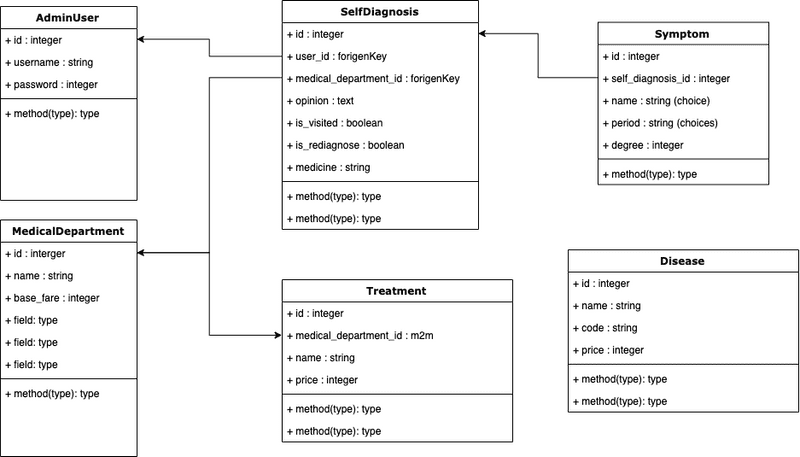 AdminUser
+ id : integer
+ username : string
+ password : integer
+ method(type): type
SelfDiagnosis
+ id : integer
+ user_id : forigenKey
+ medical_department_id : forigenKey
+ opinion : text
+ is_visited : boolean
+ is_rediagnose : boolean
+ medicine : string
+ method(type): type
+ method(type): type
Symptom
+ id : integer
+ self_diagnosis_id : integer
+ name : string (choice)
+ period : string (choices)
+ degree : integer
+ method(type): type
MedicalDepartment
+ id : interger
+ name : string
+ base_fare : integer
+ field: type
+ field: type
+ field: type
+ method(type): type
Treatment
+ id : integer
+ medical_department_id : m2m
+ name : string
+ price : integer
+ method(type): type
+ method(type): type
Disease
+ id : integer
+ name : string
+ code : string
+ price : integer
+ method(type): type
+ method(type): type